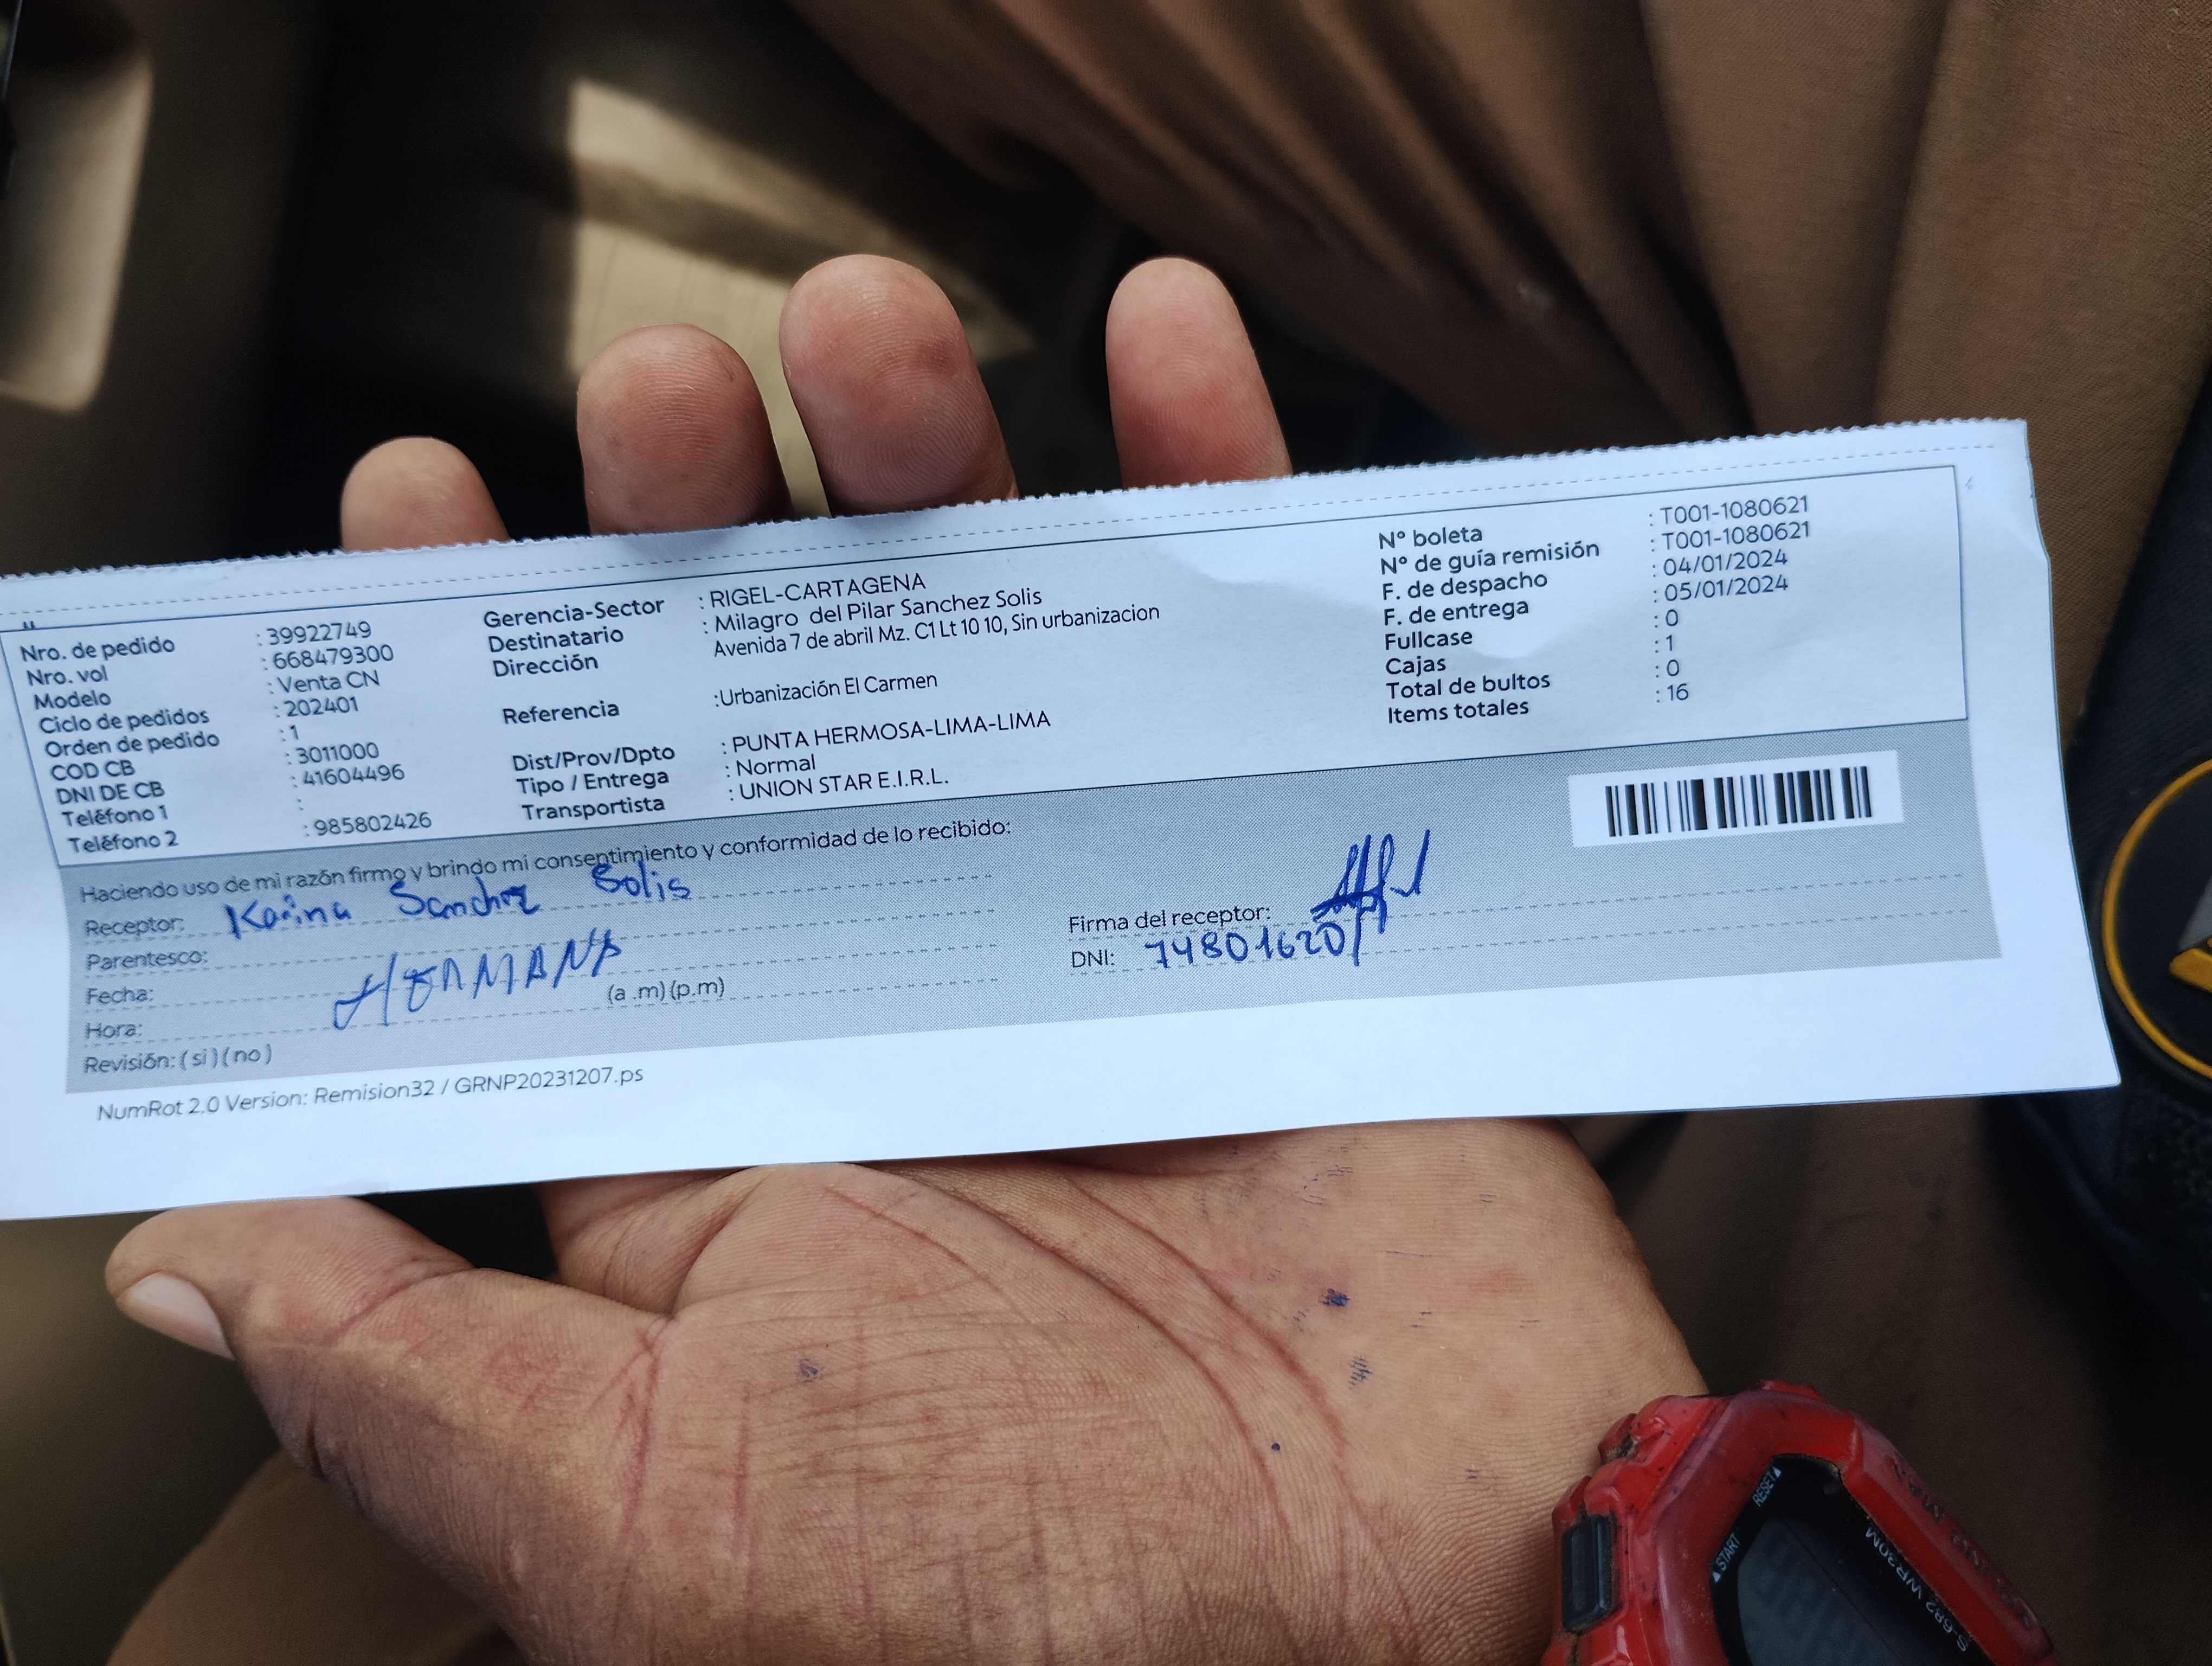 Nro. de pedido : 39922749
Nro. vol : 668479300
Modelo : Venta CN
Ciclo de pedidos : 202401
Orden de pedido : 1
COD CB : 3011000
DNI DE CB : 41604496
Teléfono 1 :
Teléfono 2 : 985802426
Gerencia-Sector : RIGEL-CARTAGENA
Destinatario : Milagro del Pilar Sanchez Solis
Dirección Avenida 7 de abril Mz. C1 Lt 10 10, Sin urbanizacion
Referencia :Urbanización El Carmen
Dist/Prov/Dpto : PUNTA HERMOSA-LIMA-LIMA
Tipo / Entrega : Normal
Transportista : UNION STAR E.I.R.L.
N° boleta : T001-1080621
N° de guía remisión : T001-1080621
F. de despacho : 04/01/2024
F. de entrega : 05/01/2024
Fullcase : 0
Cajas : 1
Total de bultos : 0
Items totales : 16
Haciendo uso de mi razón firmo y brindo mi consentimiento y conformidad de lo recibido:
Receptor: Karina Sanchez Solis
Parentesco:
HERMANA
Fecha:
Hora: (a .m) (p.m)
Revisión: ( si ) ( no )
Firma del receptor:
DNI: 74801620
NumRot 2.0 Version: Remision32 / GRNP20231207.ps
START
RESET
S-682 WR30M